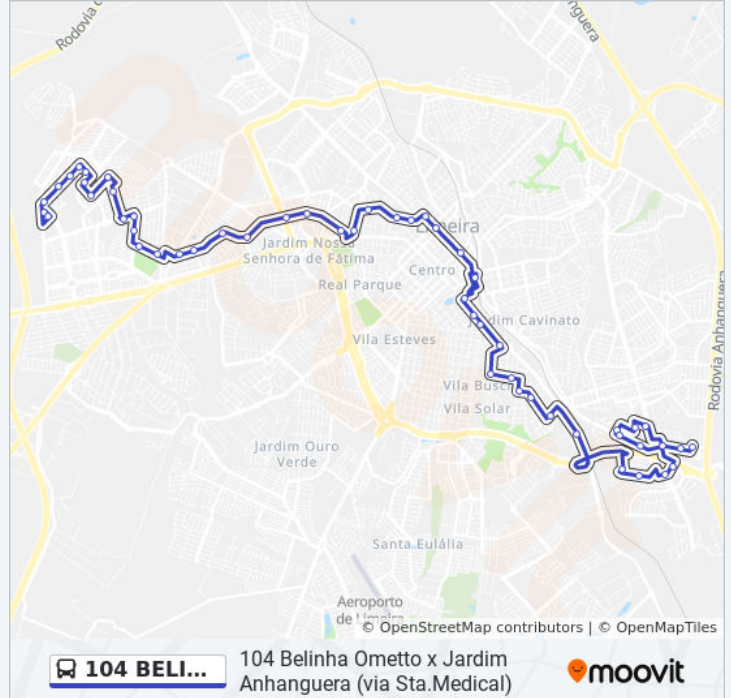 Rodovia
hanguera
Limeira
Jardim Nossa
Senhora de Fátima
Centro
Real Parque
Jardim Cavinato
Vila Esteves
Rodovia Anhanguera
Vila Busch
Vila Solar
Jardim Ouro
Verde
Santa Eulália
Aeroporto
de Limeira
© OpenStreetMap contributors | © OpenMapTiles
104 BELI...
104 Belinha Ometto x Jardim
Anhanguera (via Sta.Medical)
moovit